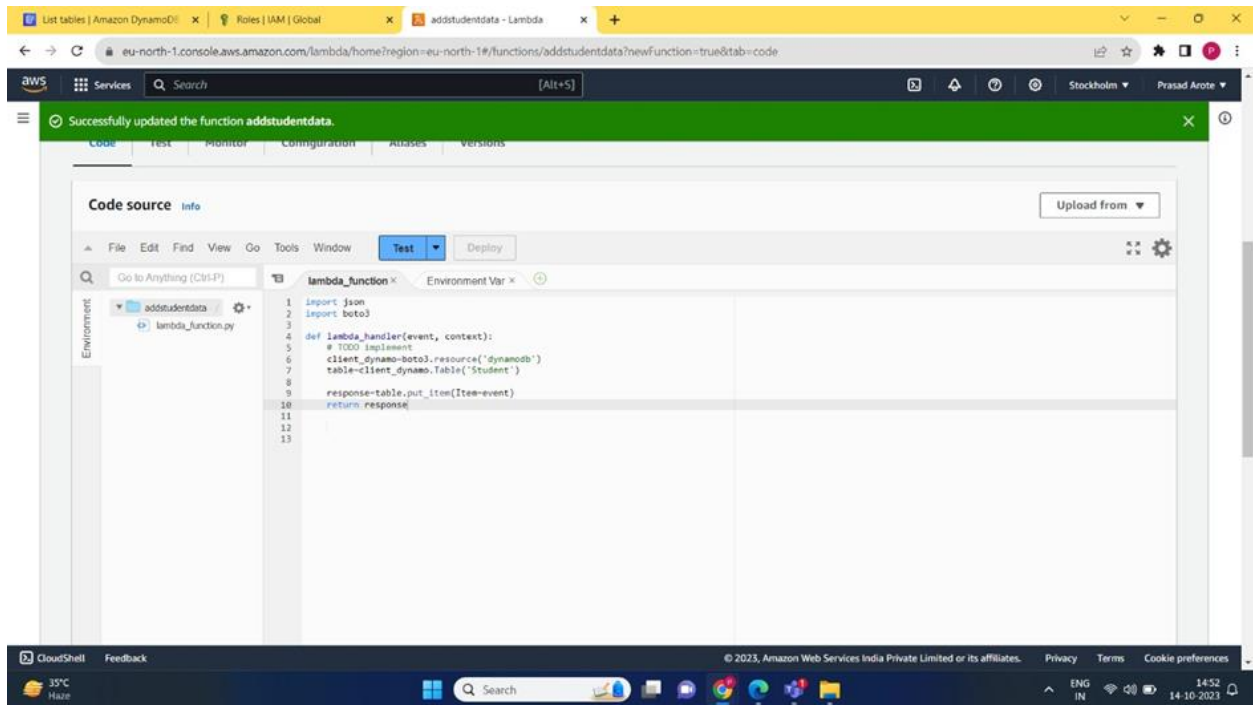 List tables | Amazon DynamoDB
Roles | IAM | Global
addstudentdata - Lambda
eu-north-1.console.aws.amazon.com/lambda/home?region=eu-north-1#/functions/addstudentdata?newFunction=true&tab=code
P
aws Services Search [Alt+S] Stockholm ▼ Prasad Arote ▼
Successfully updated the function addstudentdata.
Code Test Monitor Configuration Aliases Versions
Code source Info
Upload from ▼
File Edit Find View Go Tools Window Test Deploy
Go to Anything (Ctrl-P)
lambda_function × Environment Var ×
Environment
addstudentdata /
lambda_function.py
1 import json
2 import boto3
3
4 def lambda_handler(event, context):
5 # TODO implement
6 client_dynamo=boto3.resource('dynamodb')
7 table=client_dynamo.Table('Student')
8
9 response=table.put_item(Item=event)
10 return response
11
12
13
CloudShell Feedback © 2023, Amazon Web Services India Private Limited or its affiliates. Privacy Terms Cookie preferences
35°C
Haze
Search
ENG
IN
14:52
14-10-2023